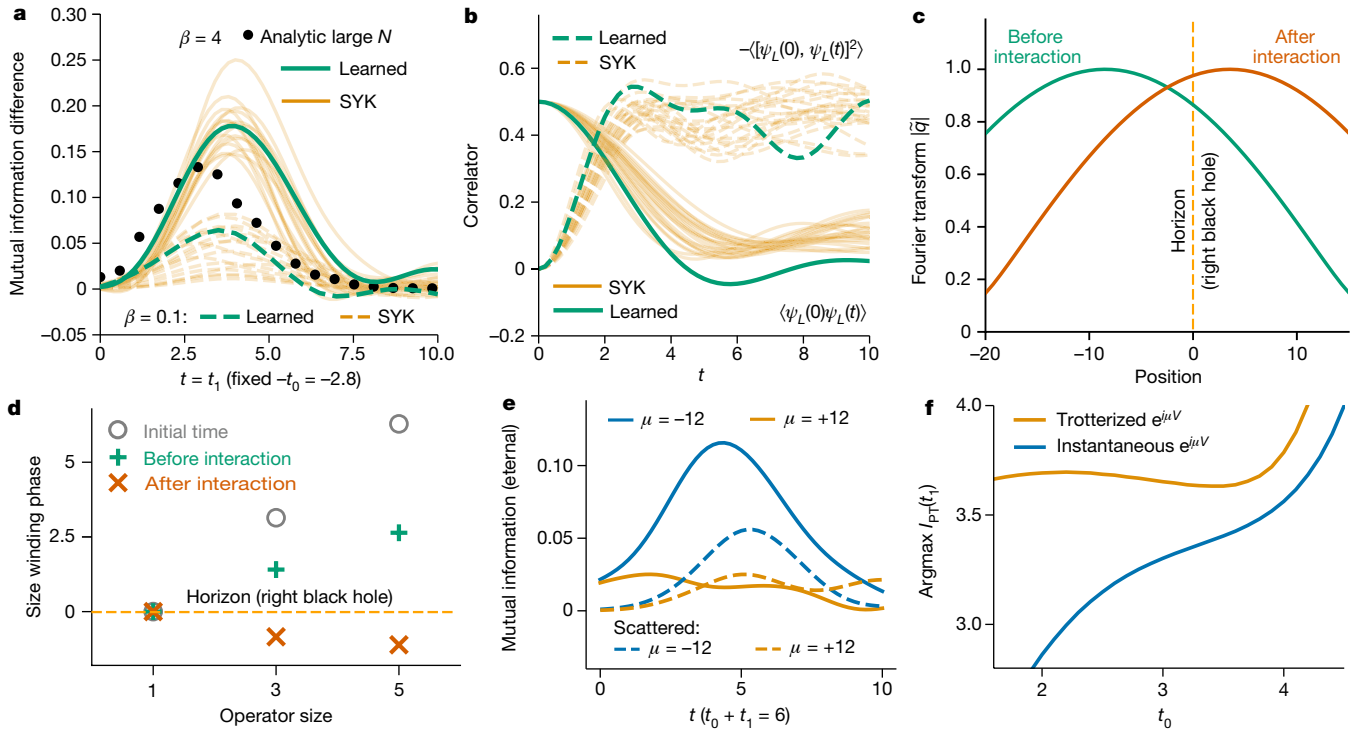 a
0.30
0.25
0.20
0.15
0.10
0.05
0
−0.05
Mutual information difference
β = 4
Analytic large N
Learned
SYK
β = 0.1:
Learned
SYK
0
2.5
5.0
7.5
10.0
t = t₁ (fixed −t₀ = −2.8)
b
0.6
0.4
0.2
0
−0.2
Correlator
Learned
SYK
−⟨[ψL(0), ψL(t)]²⟩
SYK
Learned
⟨ψL(0)ψL(t)⟩
0
2
4
6
8
10
t
c
Before
interaction
After
interaction
1.0
0.8
0.6
0.4
0.2
0
Fourier transform |q̃|
Horizon
(right black hole)
−20
−10
0
10
Position
d
Initial time
Before interaction
After interaction
5
2.5
0
Size winding phase
Horizon (right black hole)
1
3
5
Operator size
e
μ = −12
μ = +12
0.10
0.05
0
Mutual information (eternal)
Scattered:
μ = −12
μ = +12
0
5
10
t (t₀ + t₁ = 6)
f
4.0
3.5
3.0
Argmax IPT(t₁)
Trotterized eiμV
Instantaneous eiμV
2
3
4
t₀